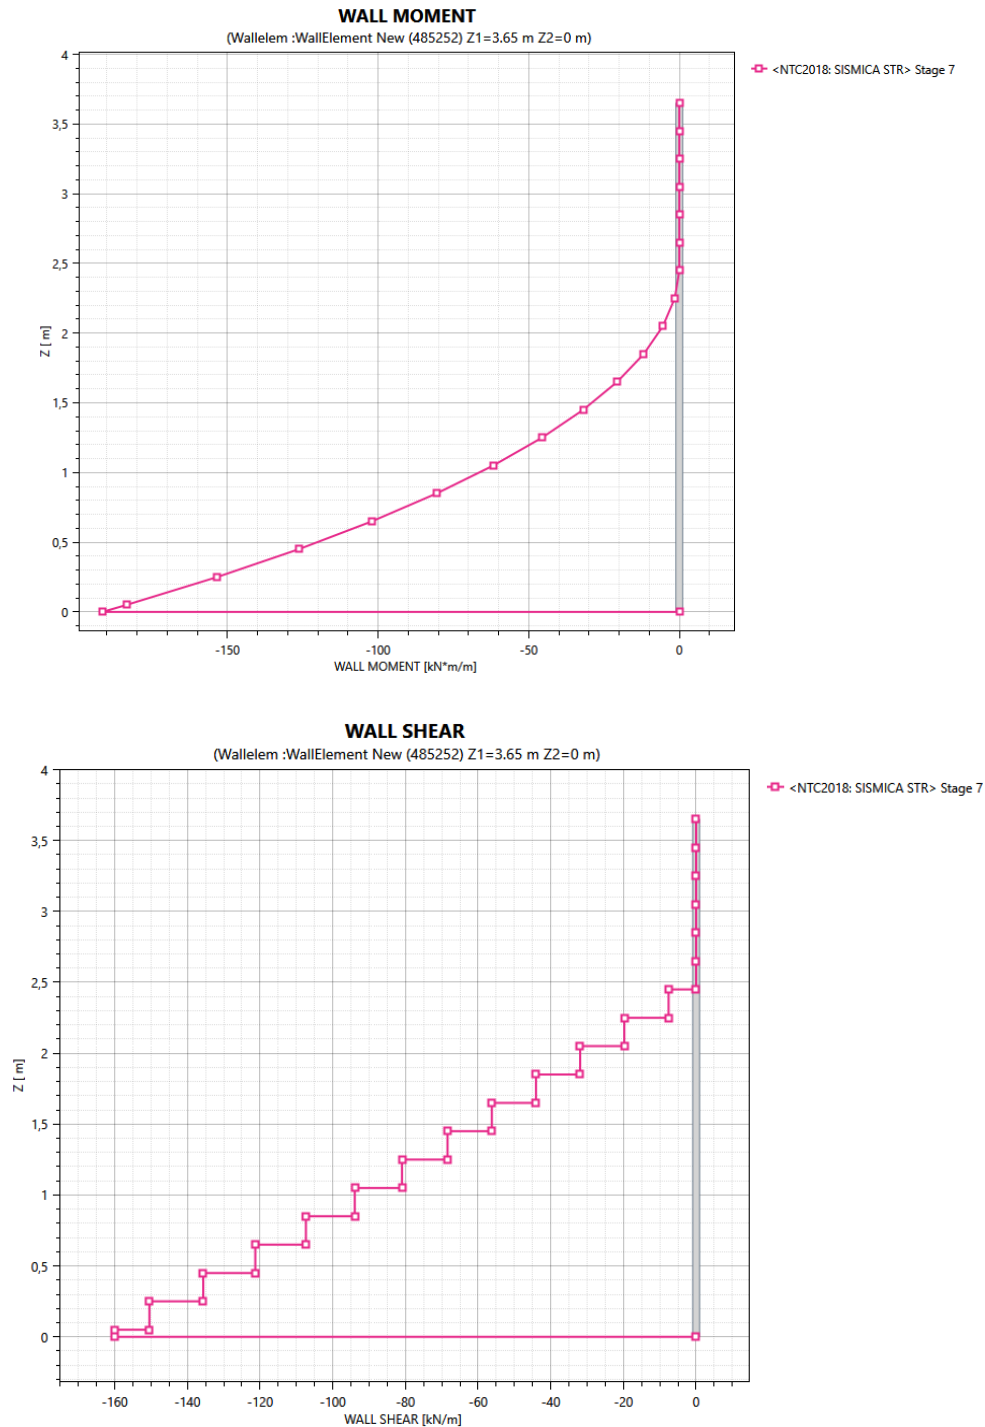 WALL MOMENT
(Wallelem :WallElement New (485252) Z1=3.65 m Z2=0 m)
<NTC2018: SISMICA STR> Stage 7
4
3,5
3
2,5
2
1,5
1
0,5
0
Z [ m]
-150 -100 -50 0
WALL MOMENT [kN*m/m]
WALL SHEAR
(Wallelem :WallElement New (485252) Z1=3.65 m Z2=0 m)
<NTC2018: SISMICA STR> Stage 7
4
3,5
3
2,5
2
1,5
1
0,5
0
Z [ m]
-160 -140 -120 -100 -80 -60 -40 -20 0
WALL SHEAR [kN/m]